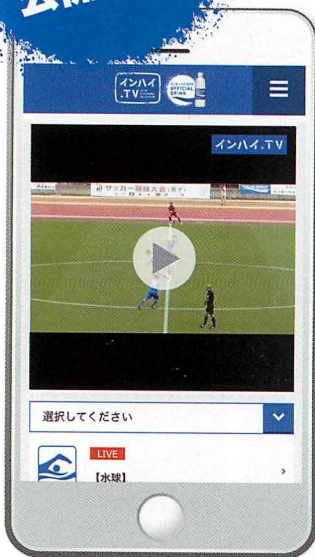 インハイ
.TV
OFFICIAL
DRINK
インハイ.TV
サッカー競技大会(男子)
選択してください
LIVE
【水球】